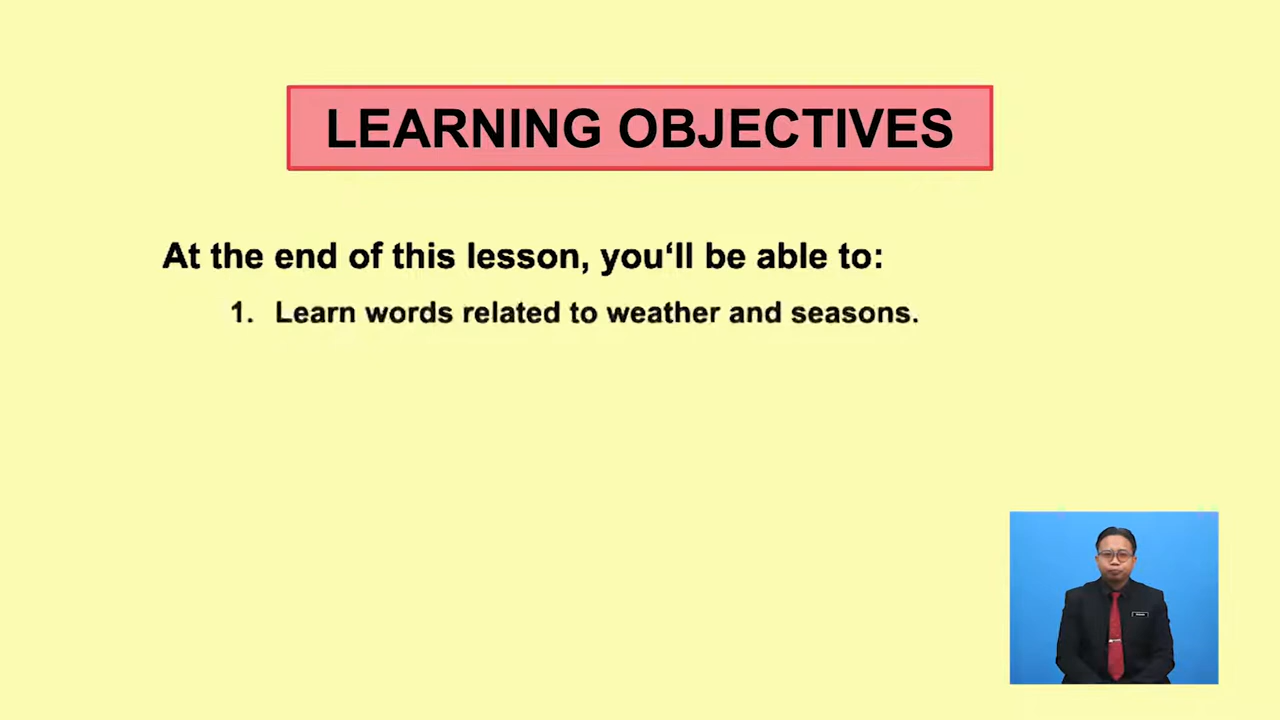 LEARNING OBJECTIVES
At the end of this lesson, you‘ll be able to:
1. Learn words related to weather and seasons.